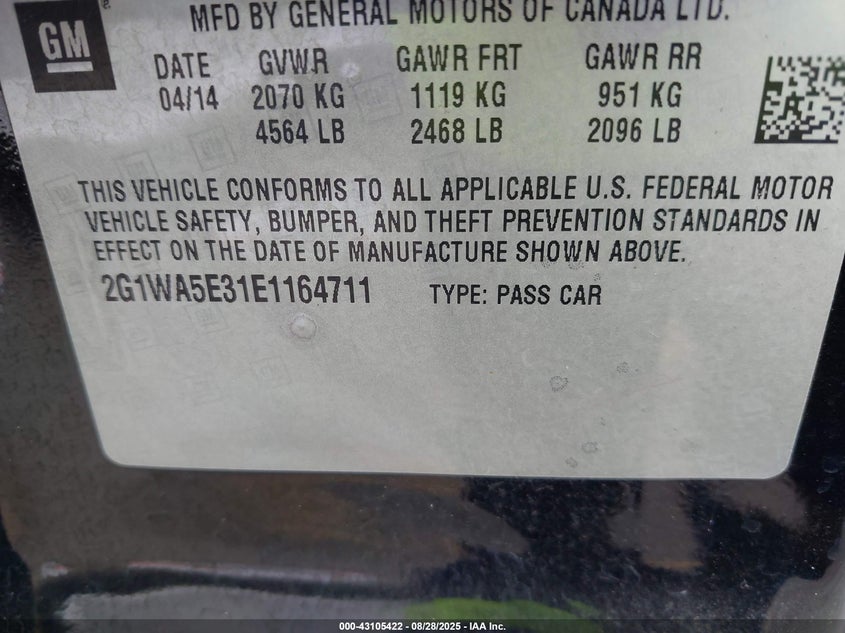 MFD BY GENERAL MOTORS OF CANADA LTD.
GM
DATE GVWR GAWR FRT GAWR RR
04/14 2070 KG 1119 KG 951 KG
4564 LB 2468 LB 2096 LB
THIS VEHICLE CONFORMS TO ALL APPLICABLE U.S. FEDERAL MOTOR
VEHICLE SAFETY, BUMPER, AND THEFT PREVENTION STANDARDS IN
EFFECT ON THE DATE OF MANUFACTURE SHOWN ABOVE.
2G1WA5E31E1164711 TYPE: PASS CAR
000-43105422 - 08/28/2025 - IAA Inc.